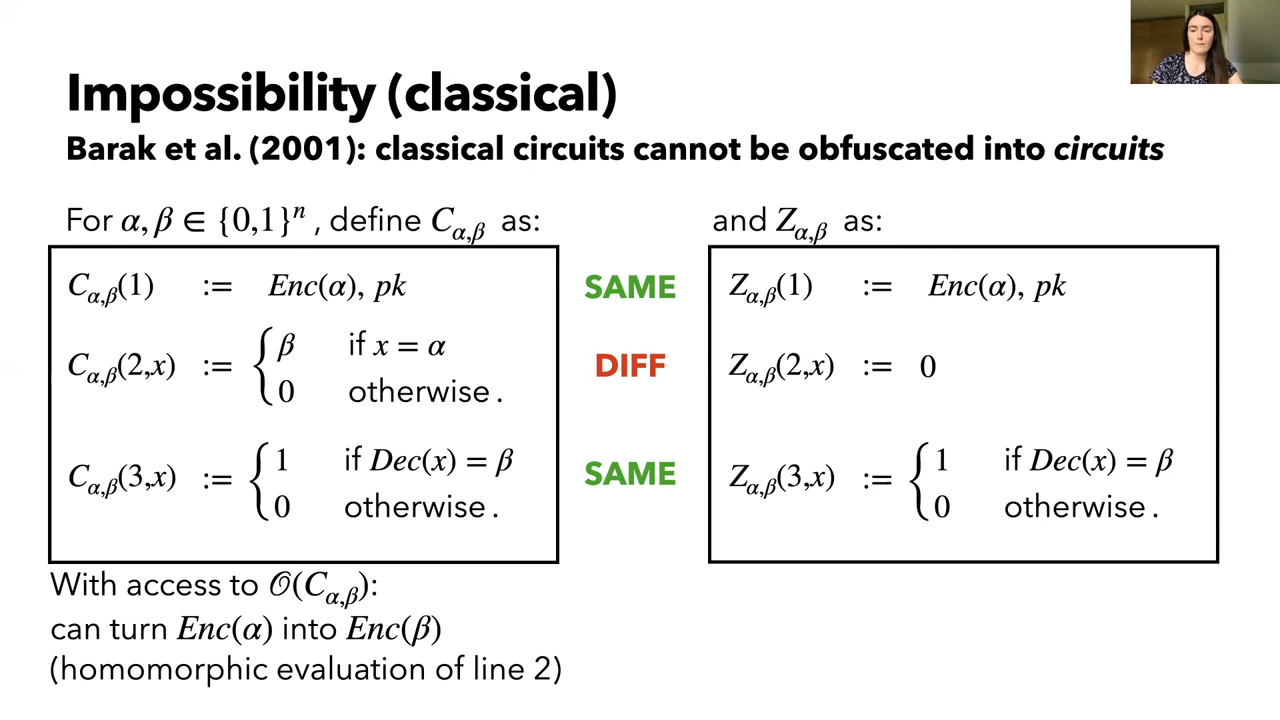 Impossibility (classical)
Barak et al. (2001): classical circuits cannot be obfuscated into circuits
For α, β ∈ {0,1}ⁿ , define C_{α,β} as:
and Z_{α,β} as:
C_{α,β}(1) := Enc(α), pk
SAME
Z_{α,β}(1) := Enc(α), pk
C_{α,β}(2,x) := { β if x = α
0 otherwise .
DIFF
Z_{α,β}(2,x) := 0
C_{α,β}(3,x) := { 1 if Dec(x) = β
0 otherwise .
SAME
Z_{α,β}(3,x) := { 1 if Dec(x) = β
0 otherwise .
With access to 𝒪(C_{α,β}):
can turn Enc(α) into Enc(β)
(homomorphic evaluation of line 2)